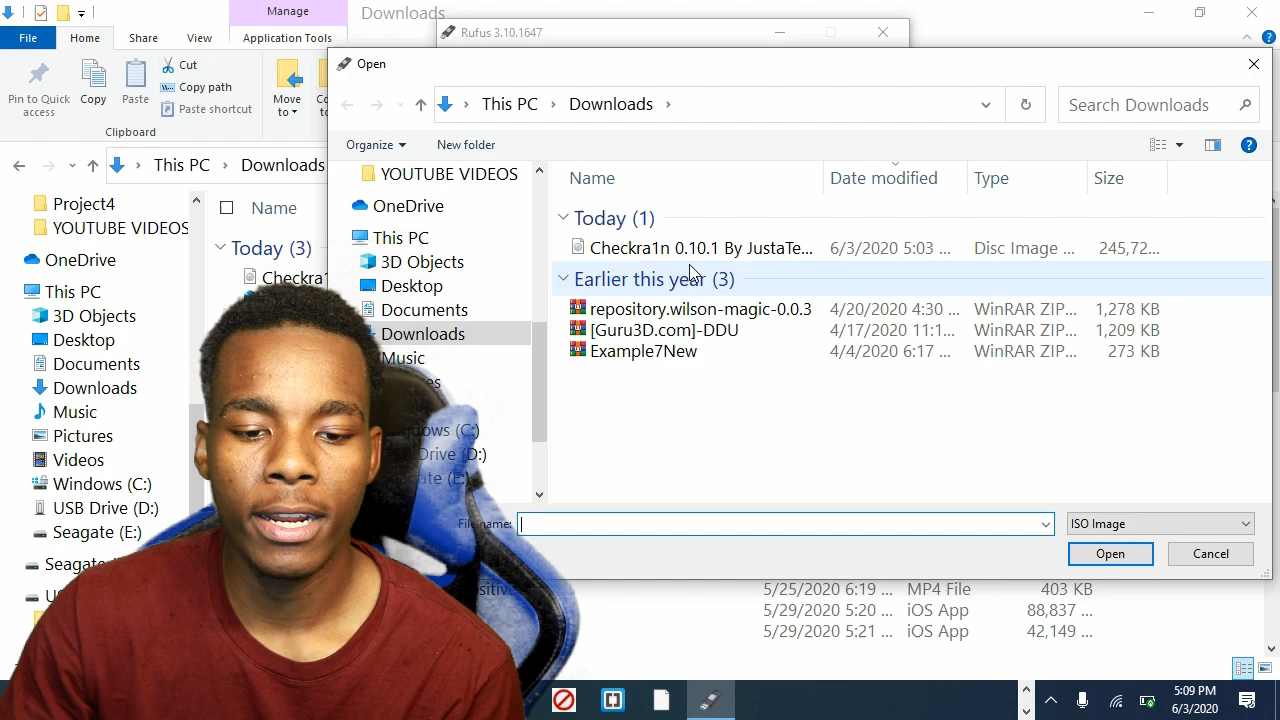 Manage
Downloads
File
Home
Share
View
Application Tools
Rufus 3.10.1647
Pin to Quick access
Copy
Paste
Cut
Copy path
Paste shortcut
Move to
Clipboard
This PC
Downloads
Project4
YOUTUBE VIDEOS
OneDrive
This PC
3D Objects
Desktop
Documents
Downloads
Music
Pictures
Videos
Windows (C:)
USB Drive (D:)
Seagate (E:)
Name
Today (3)
Open
This PC
Downloads
Search Downloads
Organize
New folder
YOUTUBE VIDEOS
OneDrive
This PC
3D Objects
Desktop
Documents
Downloads
Music
Name
Date modified
Type
Size
Today (1)
Checkra1n 0.10.1 By JustaTe... 6/3/2020 5:03 ... Disc Image ... 245,72...
Earlier this year (3)
repository.wilson-magic-0.0.3 4/20/2020 4:30 ... WinRAR ZIP... 1,278 KB
[Guru3D.com]-DDU 4/17/2020 11:1... WinRAR ZIP... 1,209 KB
Example7New 4/4/2020 6:17 ... WinRAR ZIP... 273 KB
File name:
ISO Image
Open
Cancel
5/25/2020 6:19 ... MP4 File 403 KB
5/29/2020 5:20 ... iOS App 88,837 ...
5/29/2020 5:21 ... iOS App 42,149 ...
5:09 PM
6/3/2020